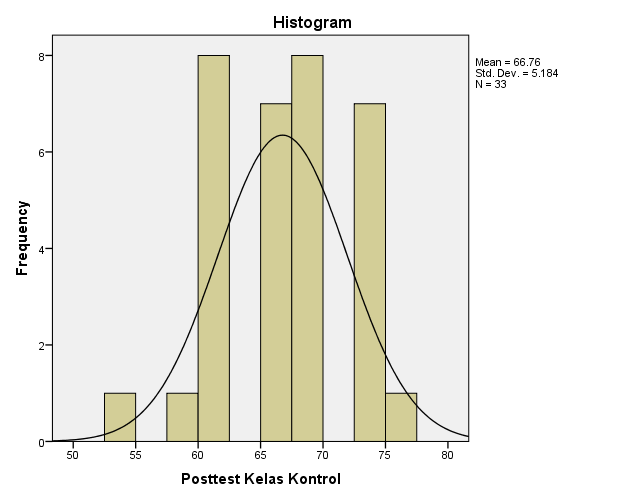 Histogram
Mean = 66.76
Std. Dev. = 5.184
N = 33
Frequency
8
6
4
2
0
50 55 60 65 70 75 80
Posttest Kelas Kontrol